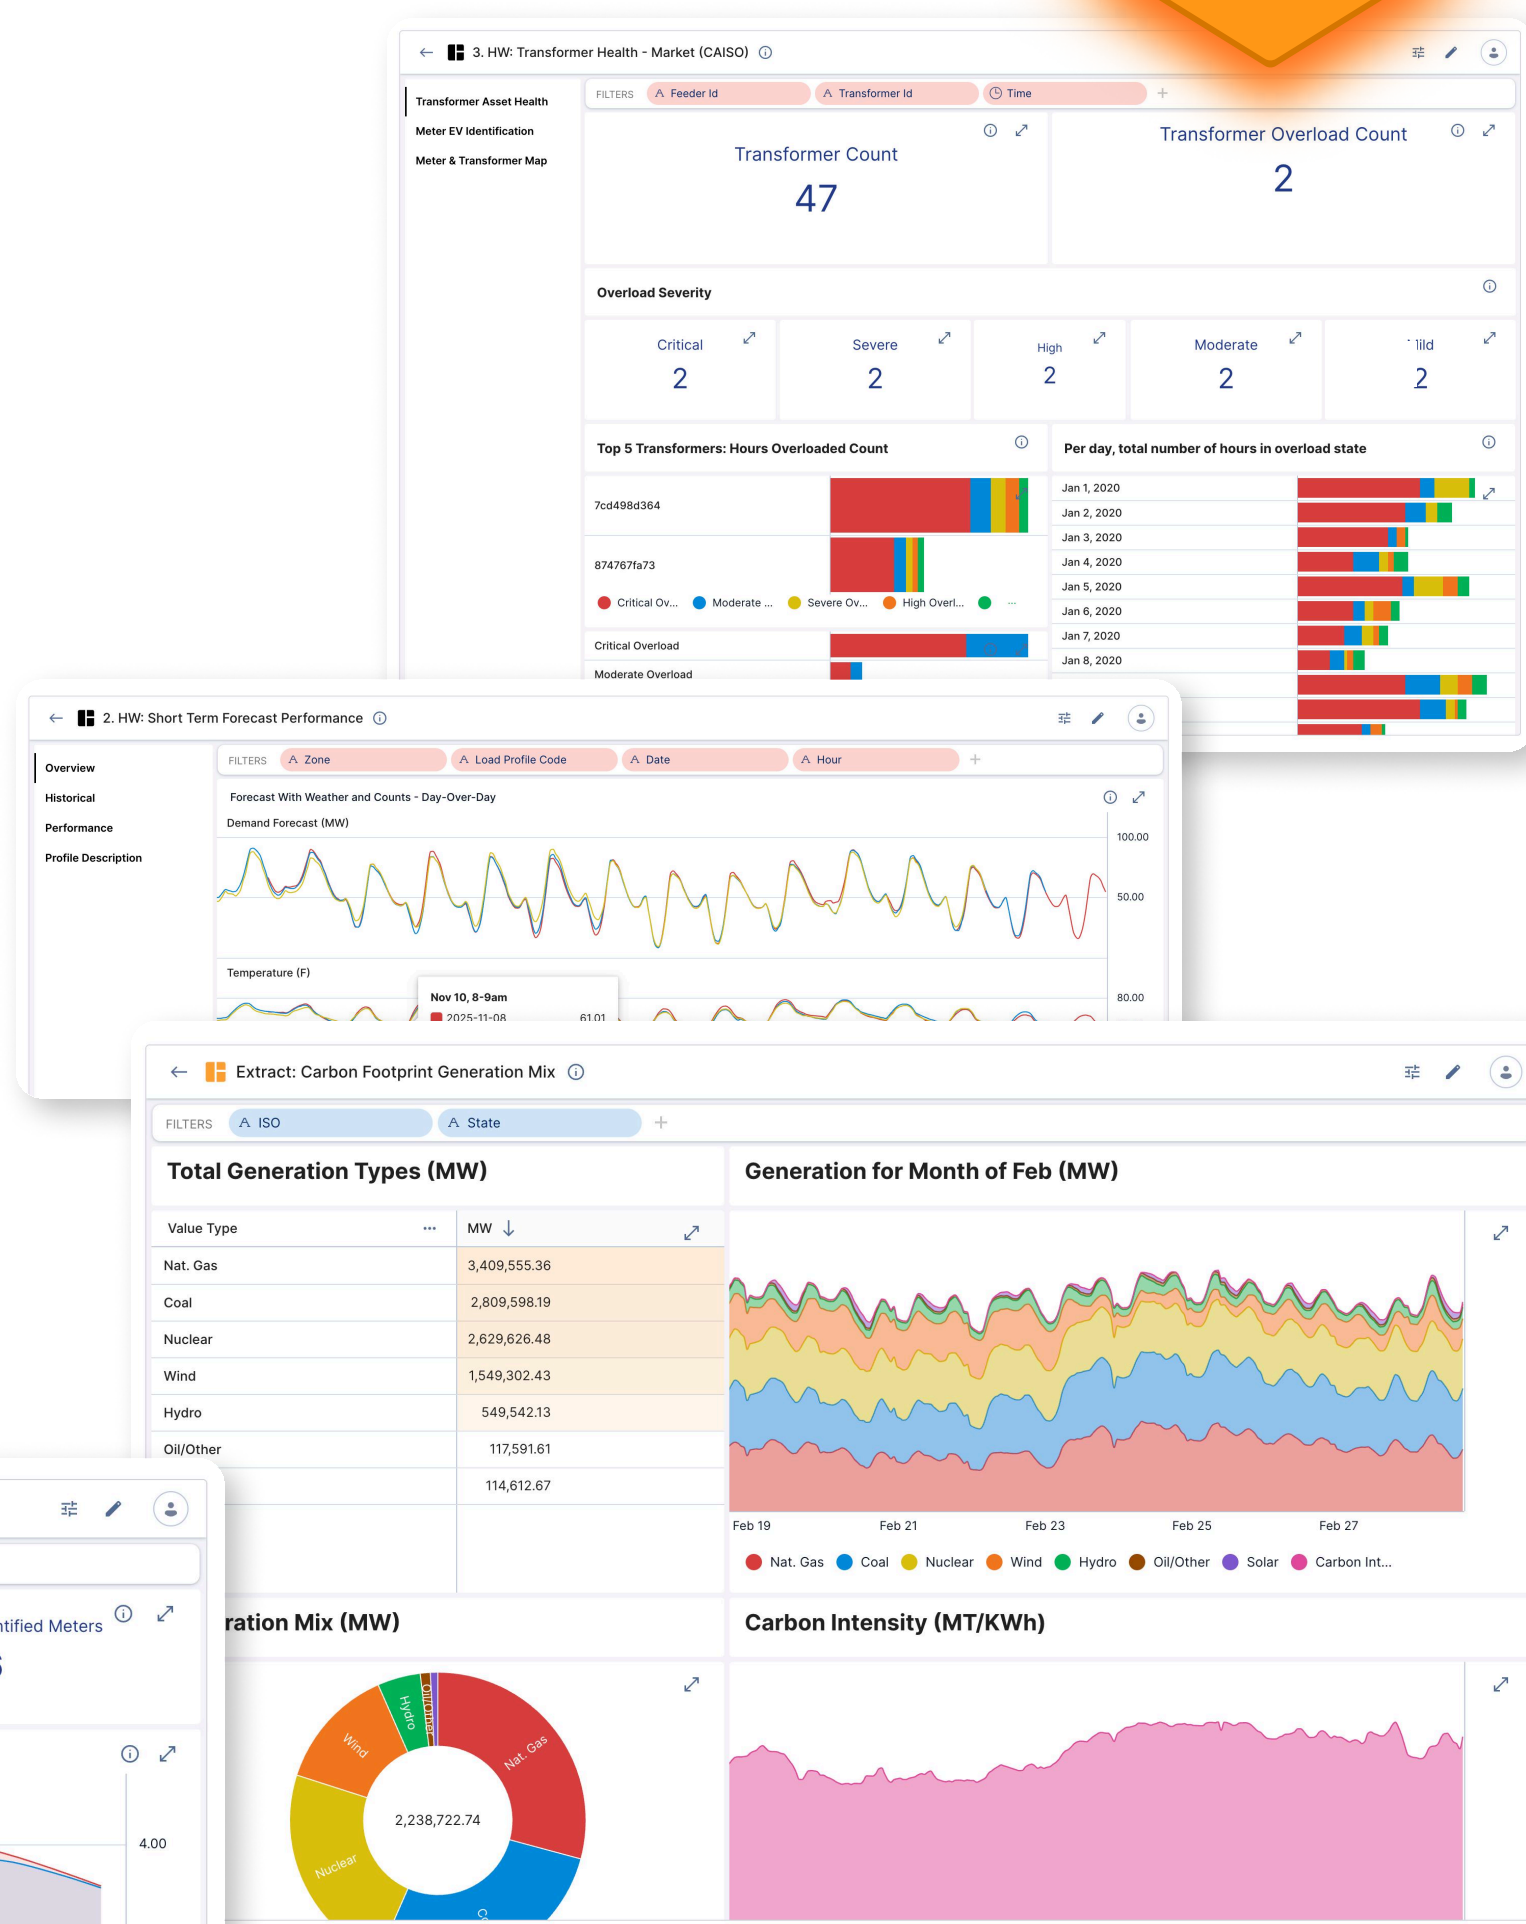 3. HW: Transformer Health - Market (CAISO)
Transformer Asset Health
Meter EV Identification
Meter & Transformer Map
FILTERS A Feeder Id A Transformer Id Time +
Transformer Count
47
Transformer Overload Count
2
Overload Severity
Critical
2
Severe
2
High
2
Moderate
2
ild
2
Top 5 Transformers: Hours Overloaded Count
7cd498d364
874767fa73
Critical Ov... Moderate ... Severe Ov... High Overl... ...
Critical Overload
Moderate Overload
Per day, total number of hours in overload state
Jan 1, 2020
Jan 2, 2020
Jan 3, 2020
Jan 4, 2020
Jan 5, 2020
Jan 6, 2020
Jan 7, 2020
Jan 8, 2020
2. HW: Short Term Forecast Performance
Overview
Historical
Performance
Profile Description
FILTERS A Zone A Load Profile Code A Date A Hour +
Forecast With Weather and Counts - Day-Over-Day
Demand Forecast (MW)
100.00
50.00
Temperature (F)
80.00
Nov 10, 8-9am
2025-11-08 61.01
Extract: Carbon Footprint Generation Mix
FILTERS A ISO A State +
Total Generation Types (MW)
Value Type ... MW
Nat. Gas 3,409,555.36
Coal 2,809,598.19
Nuclear 2,629,626.48
Wind 1,549,302.43
Hydro 549,542.13
Oil/Other 117,591.61
114,612.67
Generation for Month of Feb (MW)
Feb 19 Feb 21 Feb 23 Feb 25 Feb 27
Nat. Gas Coal Nuclear Wind Hydro Oil/Other Solar Carbon Int...
ration Mix (MW)
Nat. Gas
Nuclear
Wind
Hydro
Oil/Other
2,238,722.74
Carbon Intensity (MT/KWh)
ntified Meters
4.00